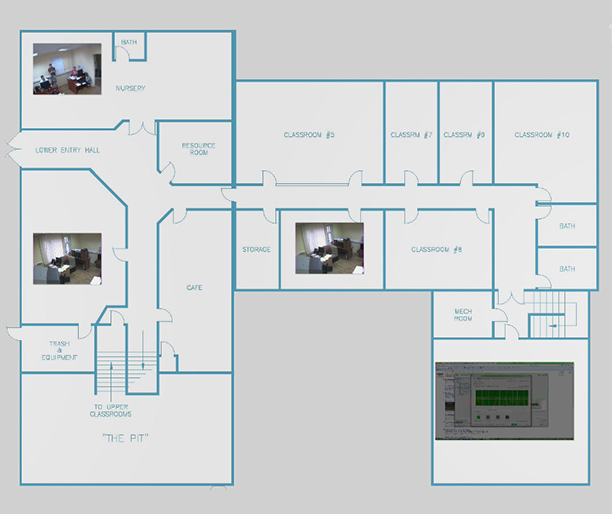 BATH
NURSERY
LOWER ENTRY HALL
RESOURCE
ROOM
CLASSROOM #5
CLASSRM #7
CLASSRM #9
CLASSROOM #10
STORAGE
CLASSROOM #8
BATH
BATH
CAFE
MECH
ROOM
TRASH
&
EQUIPMENT
TO UPPER
CLASSROOMS
"THE PIT"